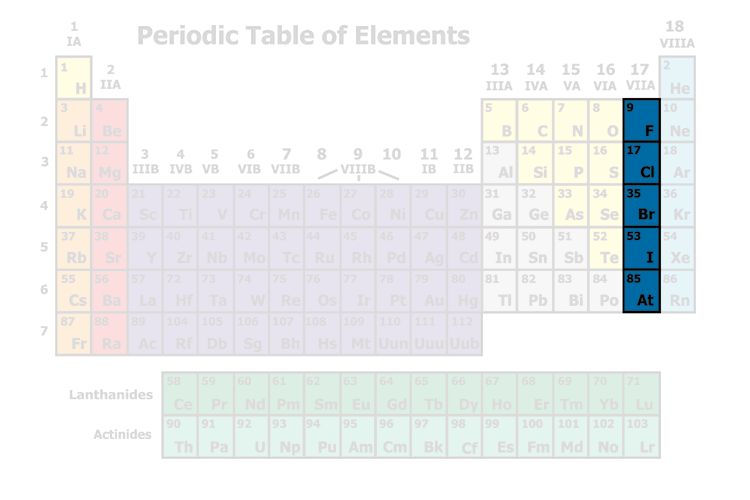 1 18
IA Periodic Table of Elements VIIIA
1 1 2 13 14 15 16 17 2
H IIA IIIA IVA VA VIA VIIA He
2 3 4 5 6 7 8 9 10
Li Be B C N O F Ne
3 11 12 3 4 5 6 7 8 9 10 11 12 13 14 15 16 17 18
Na Mg IIIB IVB VB VIB VIIB VIIIB IB IIB Al Si P S Cl Ar
4 19 20 21 22 23 24 25 26 27 28 29 30 31 32 33 34 35 36
K Ca Sc Ti V Cr Mn Fe Co Ni Cu Zn Ga Ge As Se Br Kr
5 37 38 39 40 41 42 43 44 45 46 47 48 49 50 51 52 53 54
Rb Sr Y Zr Nb Mo Tc Ru Rh Pd Ag Cd In Sn Sb Te I Xe
6 55 56 57 72 73 74 75 76 77 78 79 80 81 82 83 84 85 86
Cs Ba La Hf Ta W Re Os Ir Pt Au Hg Tl Pb Bi Po At Rn
7 87 88 89 104 105 106 107 108 109 110 111 112
Fr Ra Ac Rf Db Sg Bh Hs Mt Uun Uuu Uub
Lanthanides 58 59 60 61 62 63 64 65 66 67 68 69 70 71
Ce Pr Nd Pm Sm Eu Gd Tb Dy Ho Er Tm Yb Lu
Actinides 90 91 92 93 94 95 96 97 98 99 100 101 102 103
Th Pa U Np Pu Am Cm Bk Cf Es Fm Md No Lr